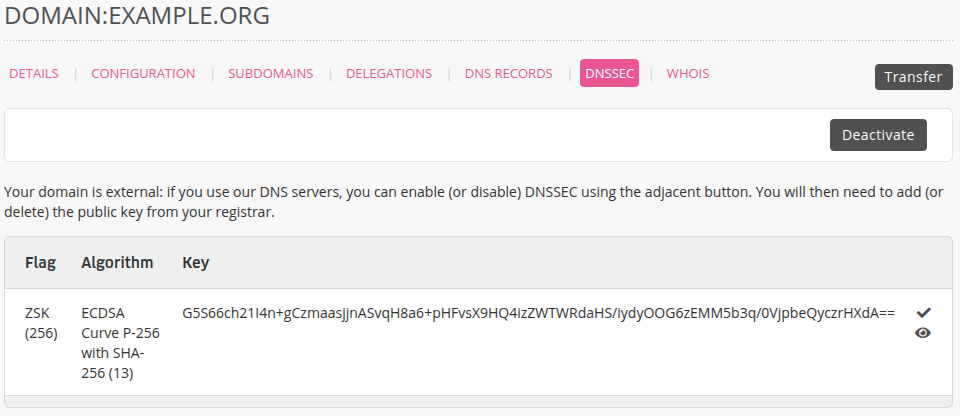 DOMAIN:EXAMPLE.ORG
DETAILS | CONFIGURATION | SUBDOMAINS | DELEGATIONS | DNS RECORDS | DNSSEC | WHOIS
Transfer
Deactivate
Your domain is external: if you use our DNS servers, you can enable (or disable) DNSSEC using the adjacent button. You will then need to add (or
delete) the public key from your registrar.
Flag Algorithm Key
ZSK ECDSA G5S66ch21I4n+gCzmaasjjnASvqH8a6+pHFvsX9HQ4izZWTWRdaHS/iydyOOG6zEMM5b3q/0VjpbeQyczrHXdA==
(256) Curve P-256
with SHA-
256 (13)